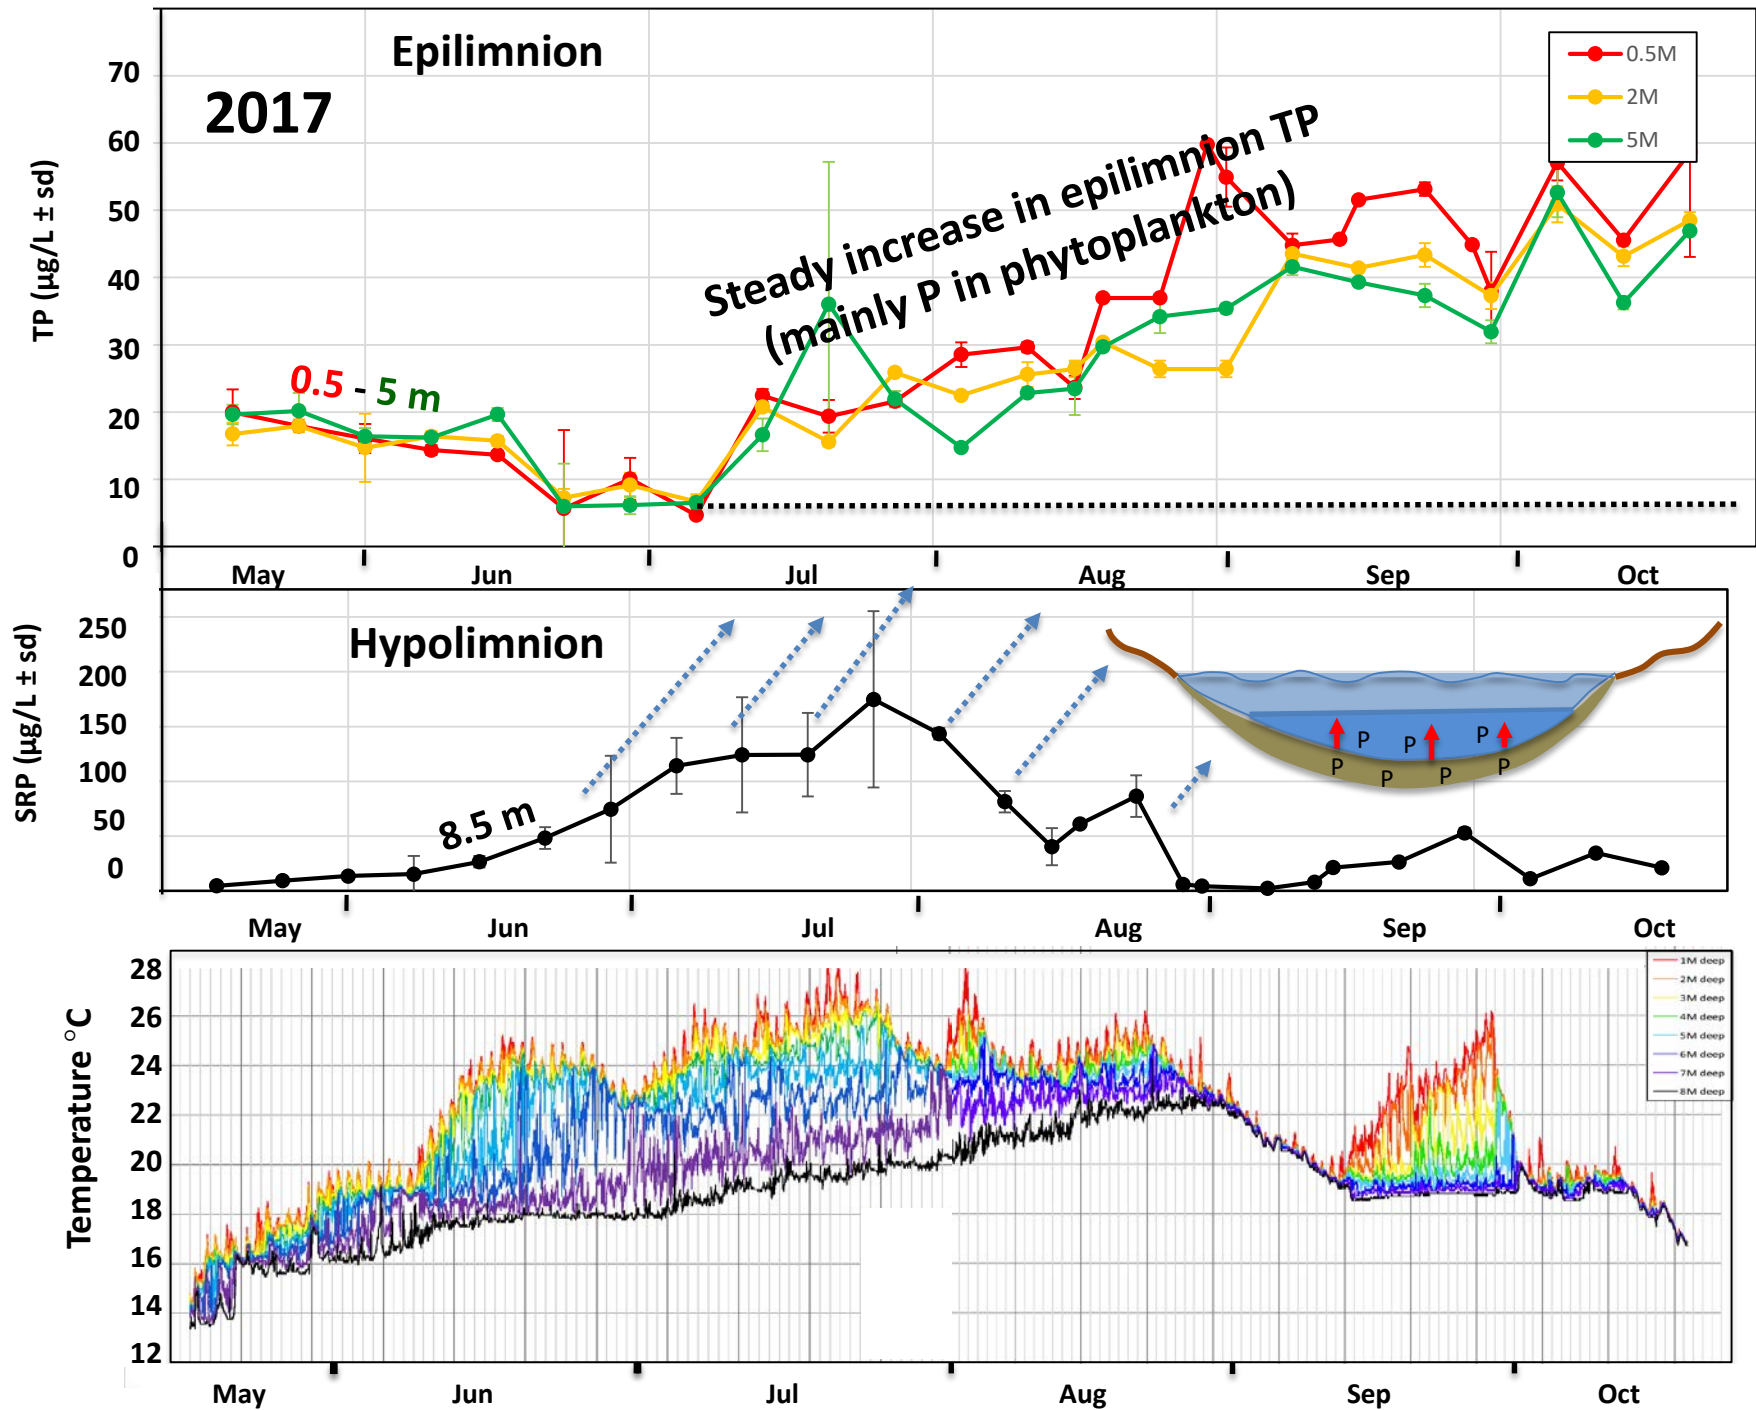 Epilimnion
2017
0.5M
2M
5M
TP (µg/L ± sd)
70
60
50
40
30
20
10
0
Steady increase in epilimnion TP
(mainly P in phytoplankton)
0.5 - 5 m
May Jun Jul Aug Sep Oct
Hypolimnion
SRP (µg/L ± sd)
250
200
150
100
50
0
8.5 m
P P P
P P P P
May Jun Jul Aug Sep Oct
Temperature °C
28
26
24
22
20
18
16
14
12
1M deep
2M deep
3M deep
4M deep
5M deep
6M deep
7M deep
8M deep
May Jun Jul Aug Sep Oct